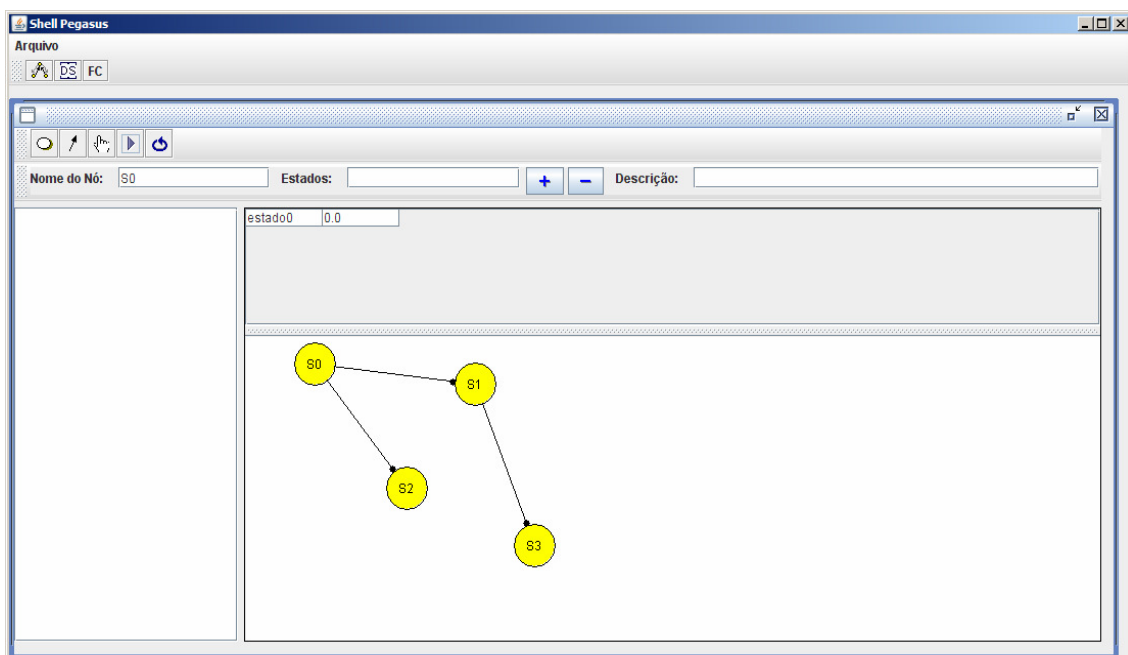 Shell Pegasus
Arquivo
DS FC
Nome do Nó: S0 Estados: + − Descrição:
estado0 0.0
S0
S1
S2
S3